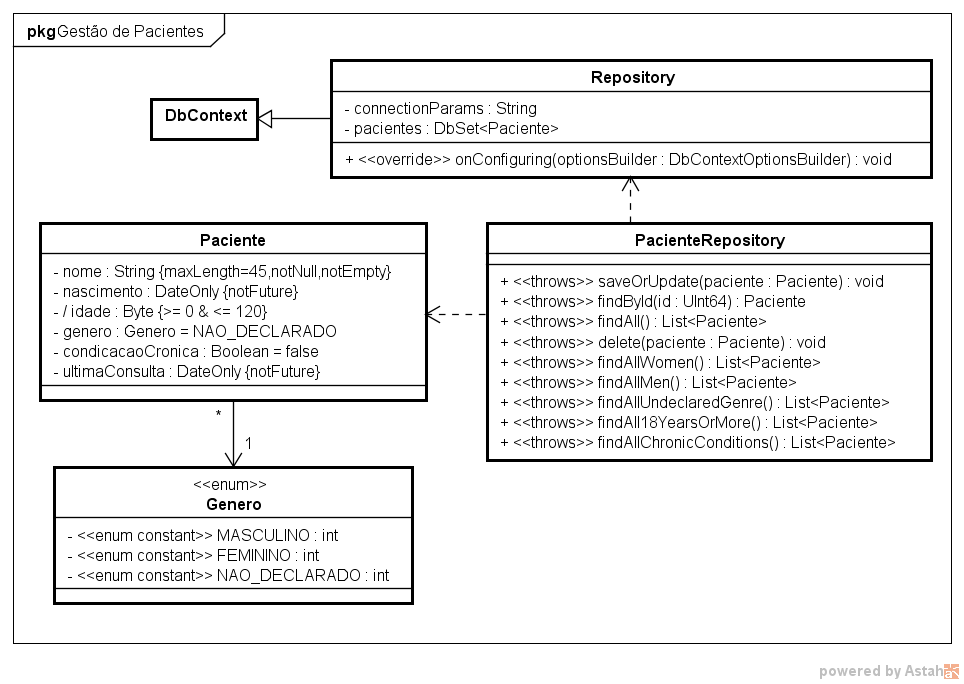 pkgGestão de Pacientes
Repository
- connectionParams : String
- pacientes : DbSet<Paciente>
+ <<override>> onConfiguring(optionsBuilder : DbContextOptionsBuilder) : void
DbContext
Paciente
- nome : String {maxLength=45,notNull,notEmpty}
- nascimento : DateOnly {notFuture}
- / idade : Byte {>= 0 & <= 120}
- genero : Genero = NAO_DECLARADO
- condicacaoCronica : Boolean = false
- ultimaConsulta : DateOnly {notFuture}
PacienteRepository
+ <<throws>> saveOrUpdate(paciente : Paciente) : void
+ <<throws>> findById(id : UInt64) : Paciente
+ <<throws>> findAll() : List<Paciente>
+ <<throws>> delete(paciente : Paciente) : void
+ <<throws>> findAllWomen() : List<Paciente>
+ <<throws>> findAllMen() : List<Paciente>
+ <<throws>> findAllUndeclaredGenre() : List<Paciente>
+ <<throws>> findAll18YearsOrMore() : List<Paciente>
+ <<throws>> findAllChronicConditions() : List<Paciente>
*
1
<<enum>>
Genero
- <<enum constant>> MASCULINO : int
- <<enum constant>> FEMININO : int
- <<enum constant>> NAO_DECLARADO : int
powered by Astah